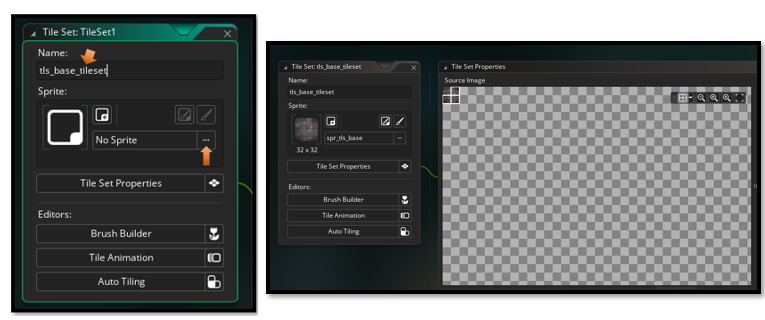 Tile Set: TileSet1
Name:
tls_base_tileset
Sprite:
No Sprite
...
Tile Set Properties
Editors:
Brush Builder
Tile Animation
Auto Tiling
Tile Set: tls_base_tileset
Name:
tls_base_tileset
Sprite:
spr_tls_base
...
32 x 32
Tile Set Properties
Editors:
Brush Builder
Tile Animation
Auto Tiling
Tile Set Properties
Source Image